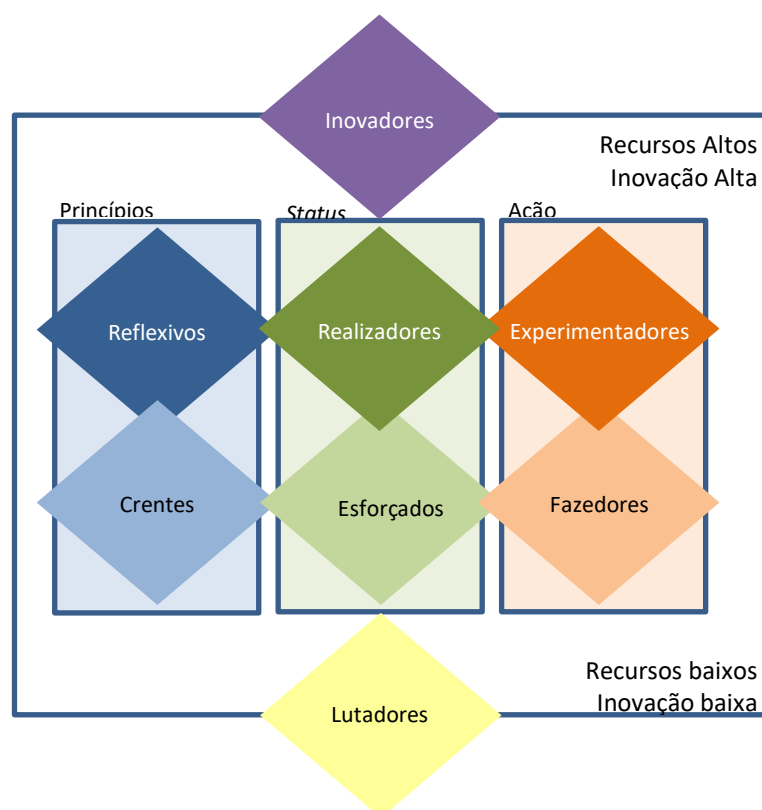 Inovadores
Recursos Altos
Inovação Alta
Princípios
Status
Ação
Reflexivos
Realizadores
Experimentadores
Crentes
Esforçados
Fazedores
Recursos baixos
Inovação baixa
Lutadores